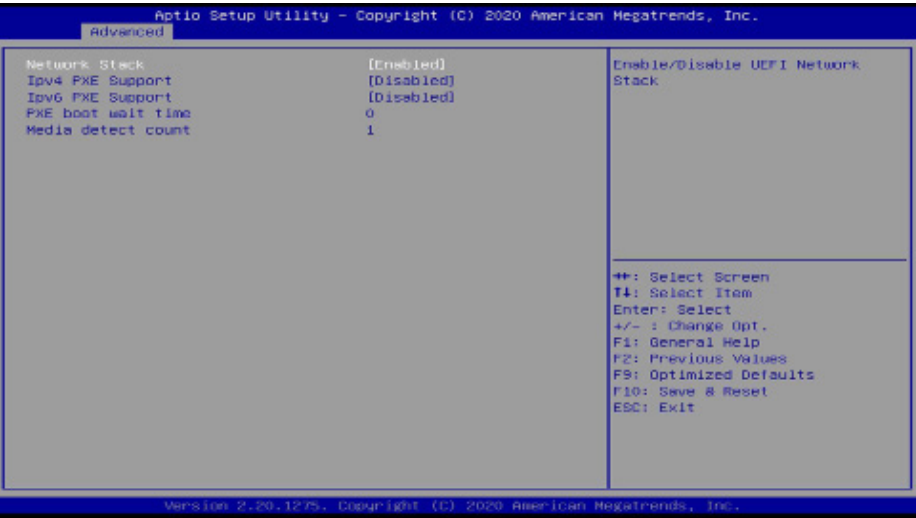 Aptio Setup Utility – Copyright (C) 2020 American Megatrends, Inc.
Advanced
Network Stack [Enabled]
Ipv4 PXE Support [Disabled]
Ipv6 PXE Support [Disabled]
PXE boot wait time 0
Media detect count 1
Enable/Disable UEFI Network
Stack
→←: Select Screen
↑↓: Select Item
Enter: Select
+/- : Change Opt.
F1: General Help
F2: Previous Values
F9: Optimized Defaults
F10: Save & Reset
ESC: Exit
Version 2.20.1275. Copyright (C) 2020 American Megatrends, Inc.